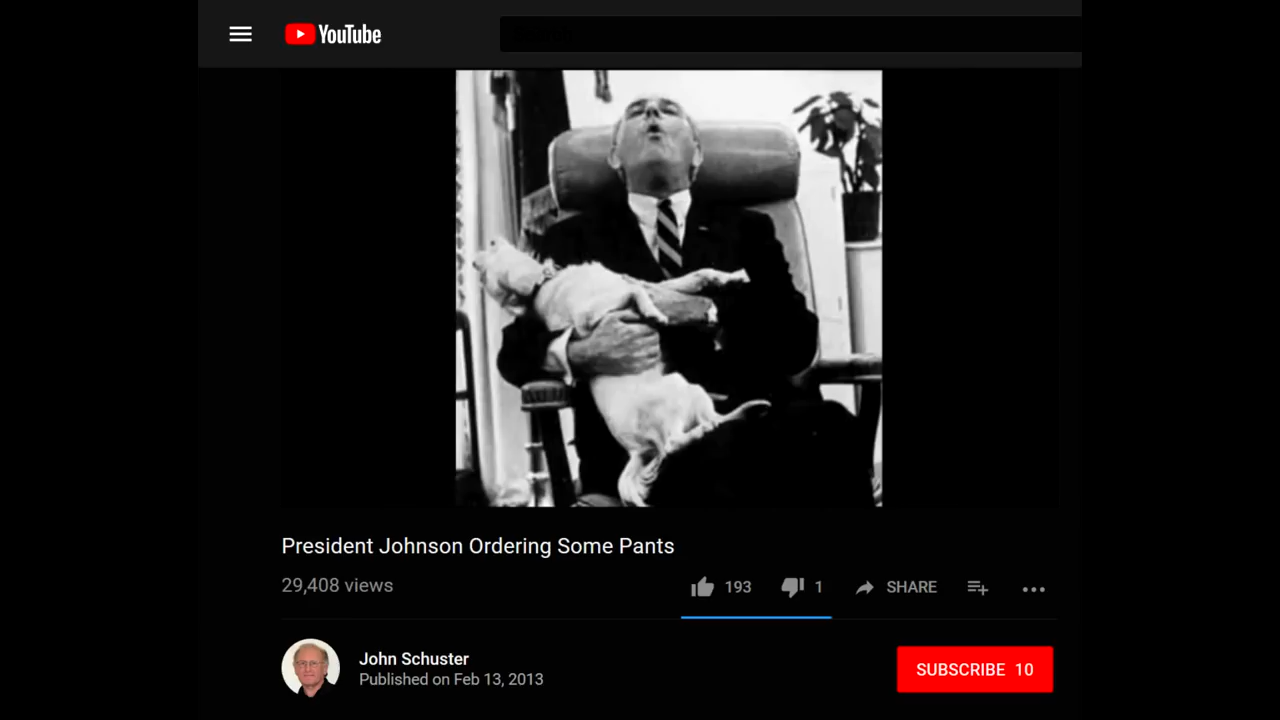 YouTube
President Johnson Ordering Some Pants
29,408 views
193
1
SHARE
John Schuster
Published on Feb 13, 2013
SUBSCRIBE 10